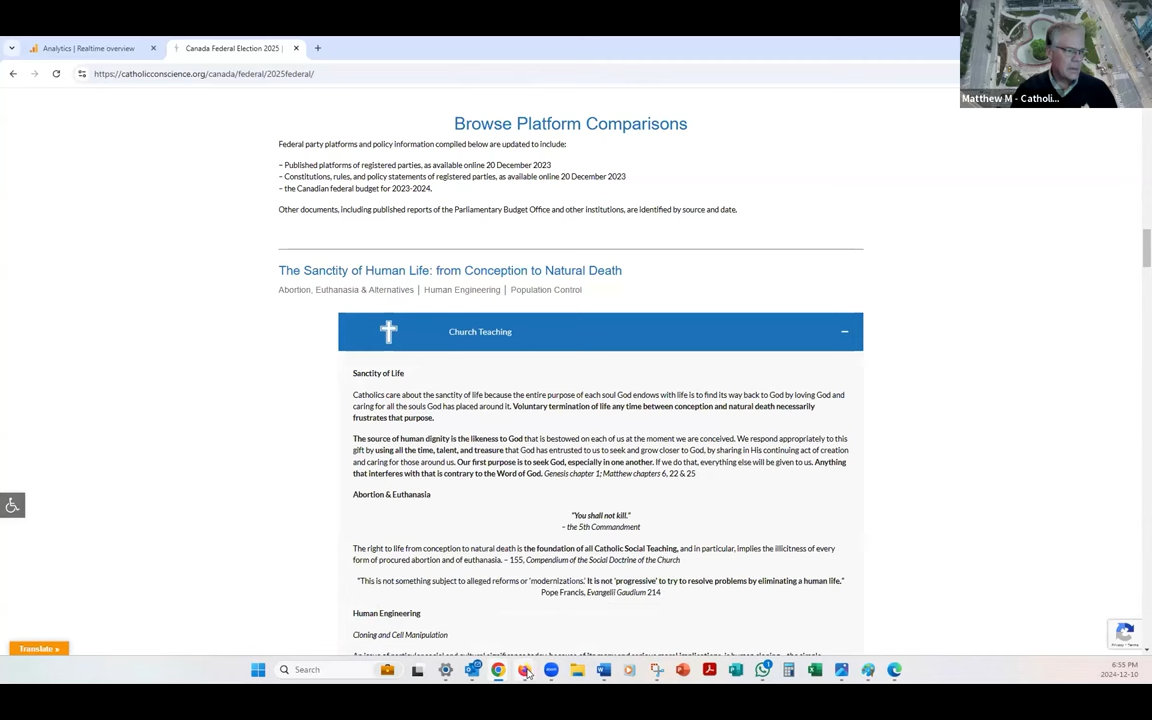 Analytics | Realtime overview
Canada Federal Election 2025 |
https://catholicconscience.org/canada/federal/2025federal/
Matthew M - Catholi...
Browse Platform Comparisons
Federal party platforms and policy information compiled below are updated to include:
– Published platforms of registered parties, as available online 20 December 2023
– Constitutions, rules, and policy statements of registered parties, as available online 20 December 2023
– the Canadian federal budget for 2023-2024.
Other documents, including published reports of the Parliamentary Budget Office and other institutions, are identified by source and date.
The Sanctity of Human Life: from Conception to Natural Death
Abortion, Euthanasia & Alternatives | Human Engineering | Population Control
Church Teaching
Sanctity of Life
Catholics care about the sanctity of life because the entire purpose of each soul God endows with life is to find its way back to God by loving God and
caring for all the souls God has placed around it. Voluntary termination of life any time between conception and natural death necessarily
frustrates that purpose.
The source of human dignity is the likeness to God that is bestowed on each of us at the moment we are conceived. We respond appropriately to this
gift by using all the time, talent, and treasure that God has entrusted to us to seek and grow closer to God, by sharing in His continuing act of creation
and caring for those around us. Our first purpose is to seek God, especially in one another. If we do that, everything else will be given to us. Anything
that interferes with that is contrary to the Word of God. Genesis chapter 1; Matthew chapters 6, 22 & 25
Abortion & Euthanasia
"You shall not kill."
– the 5th Commandment
The right to life from conception to natural death is the foundation of all Catholic Social Teaching, and in particular, implies the illicitness of every
form of procured abortion and of euthanasia. – 155, Compendium of the Social Doctrine of the Church
"This is not something subject to alleged reforms or 'modernizations.' It is not 'progressive' to try to resolve problems by eliminating a human life."
Pope Francis, Evangelii Gaudium 214
Human Engineering
Cloning and Cell Manipulation
Translate »
Privacy - Terms
Search
6:55 PM
2024-12-10